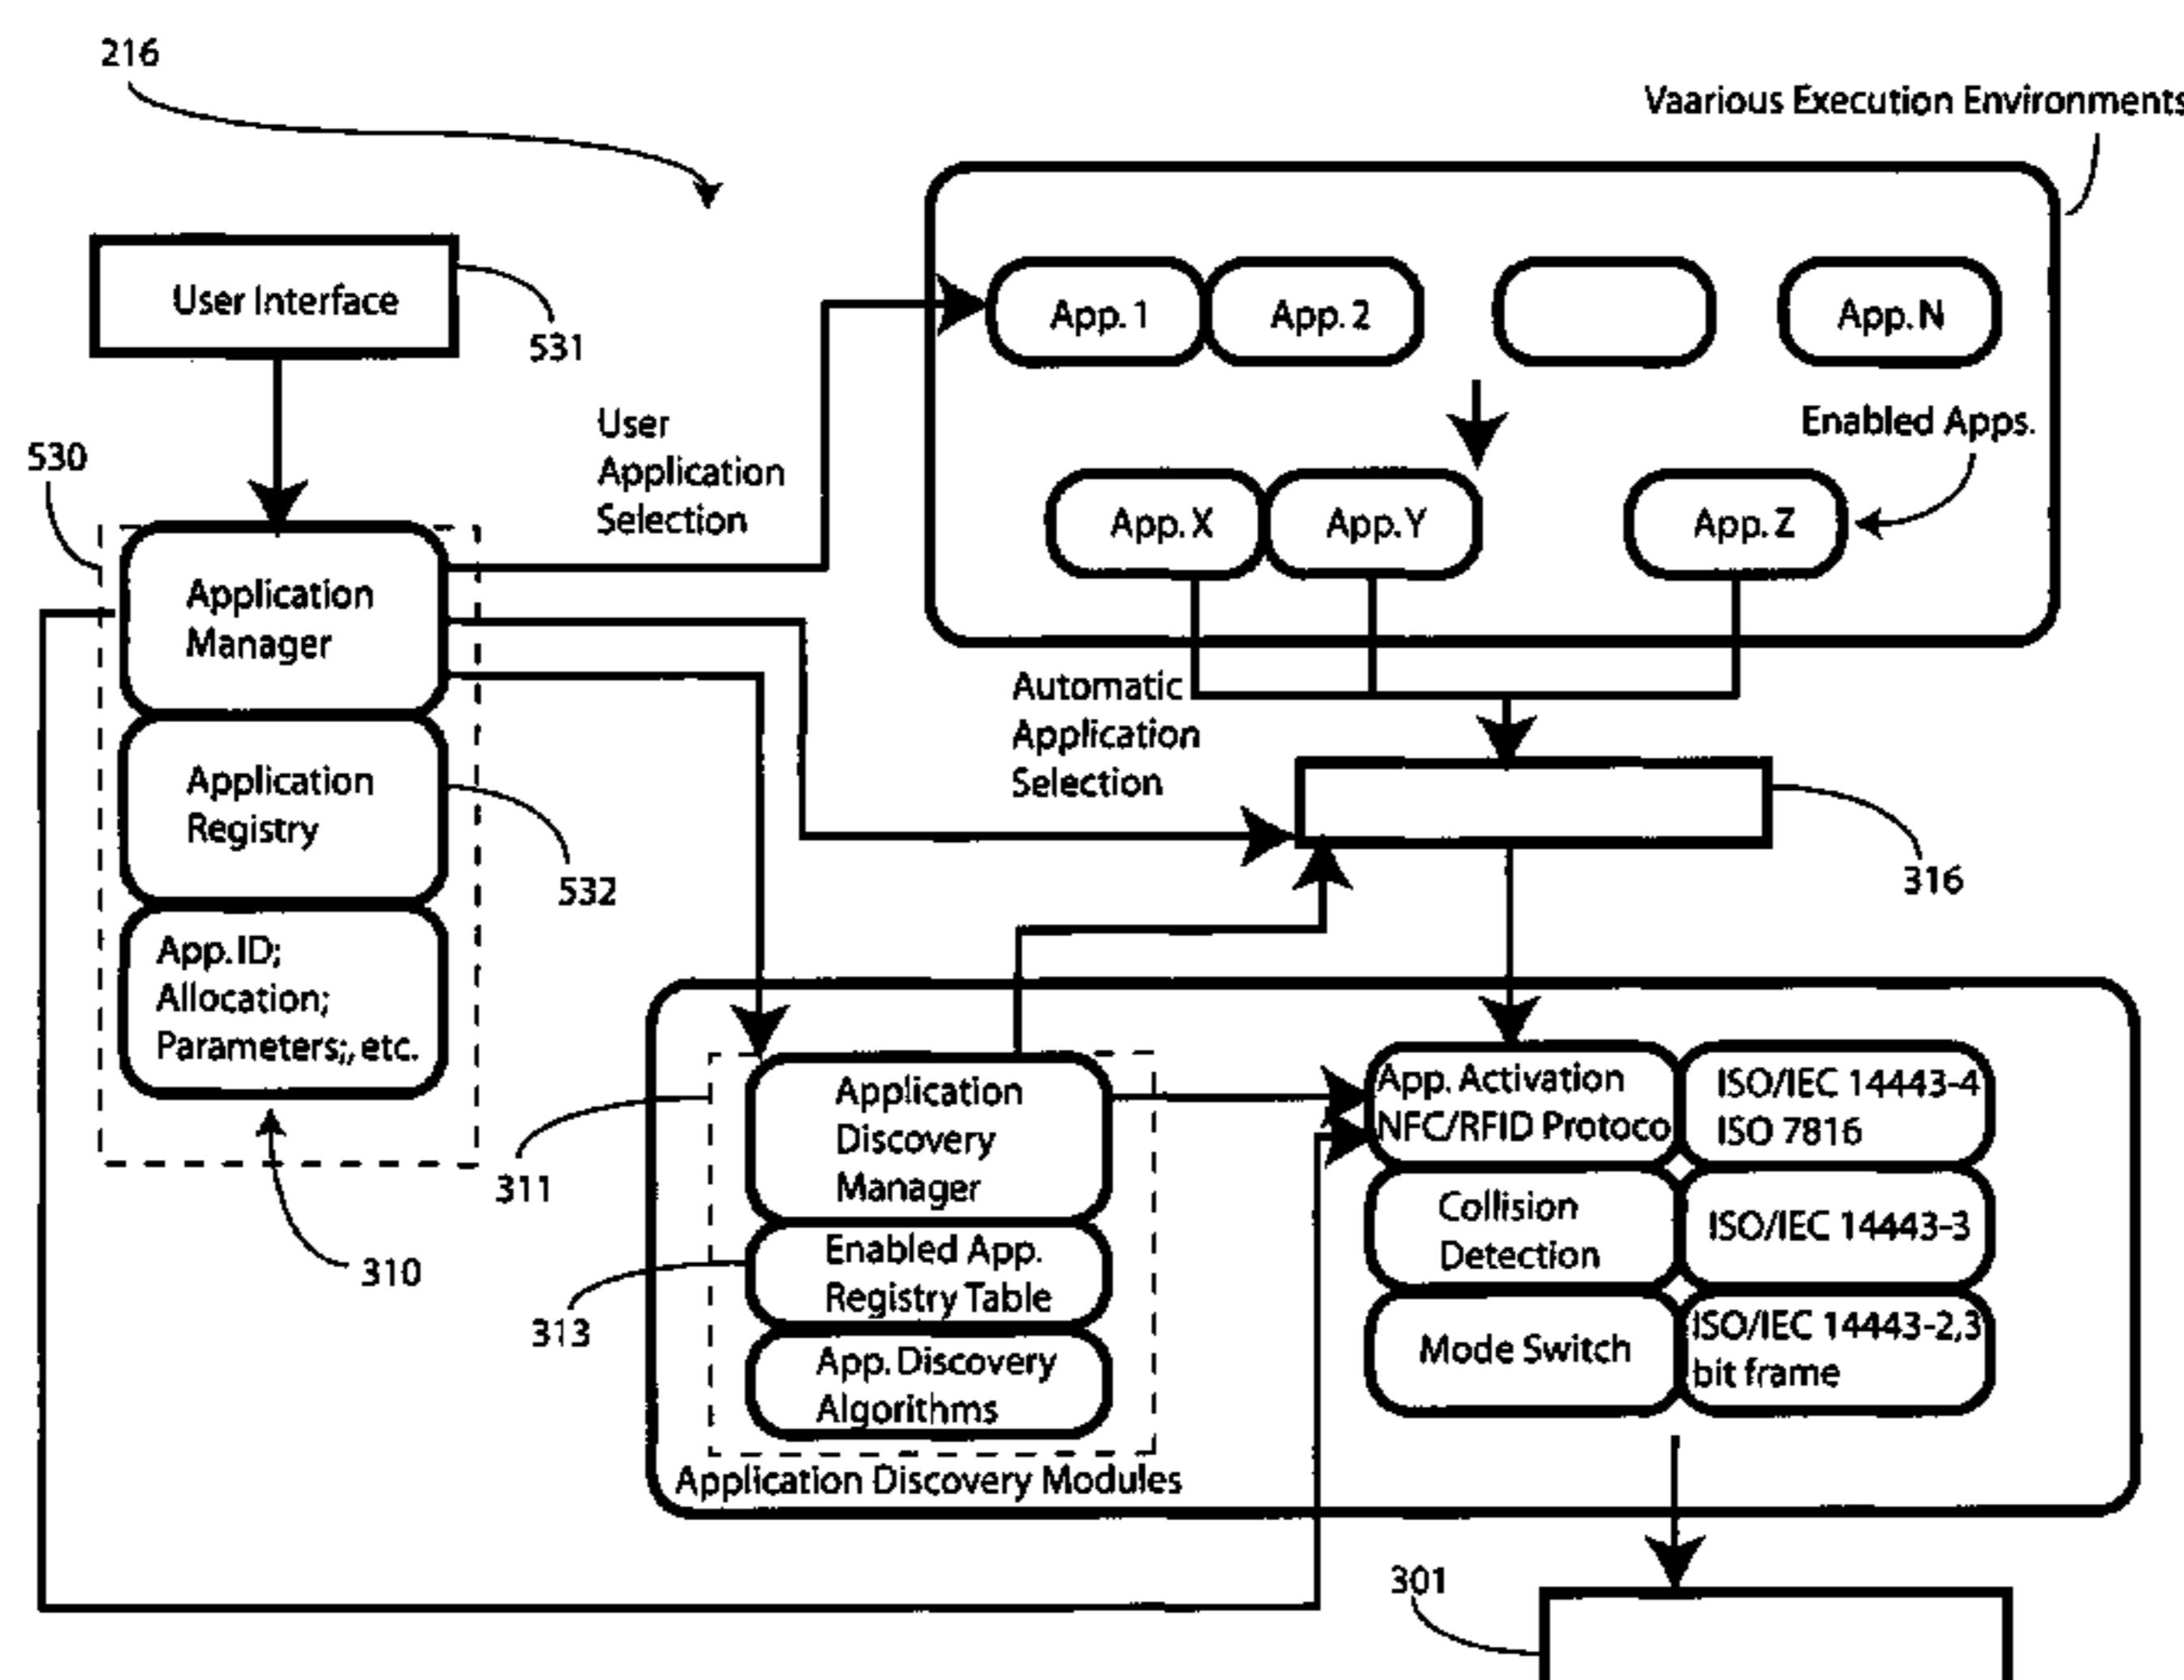 216
Vaarious Execution Environments
User Interface
531
App. 1
App. 2
App. N
Enabled Apps.
App. X
App. Y
App. Z
User
Application
Selection
530
Application
Manager
Application
Registry
532
App. ID;
Allocation;
Parameters;, etc.
310
Automatic
Application
Selection
316
311
Application
Discovery
Manager
313
Enabled App.
Registry Table
App. Discovery
Algorithms
Application Discovery Modules
App. Activation
NFC/RFID Protoco
ISO/IEC 14443-4
ISO 7816
Collision
Detection
ISO/IEC 14443-3
Mode Switch
ISO/IEC 14443-2,3
bit frame
301